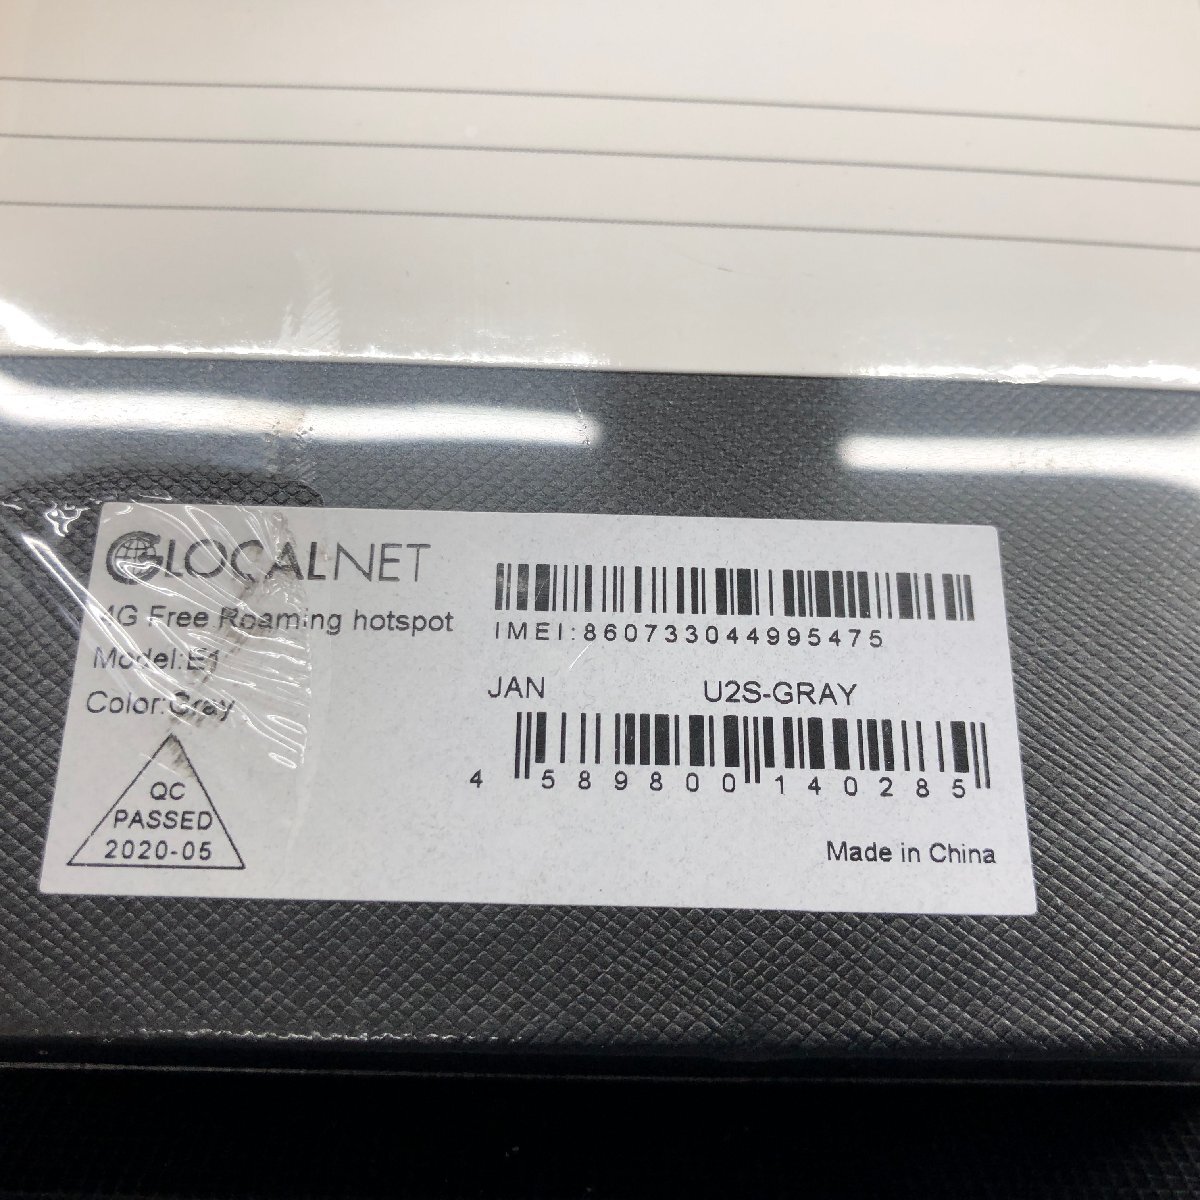 GLOCALNET
4G Free Roaming hotspot
Model:E1
Color:Gray
QC
PASSED
2020-05
IMEI:860733044995475
JAN U2S-GRAY
4 589800 140285
Made in China